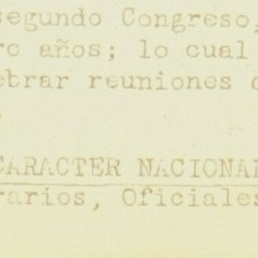 segundo Congreso,
ro años; lo cual
ebrar reuniones
CARACTER NACIONAL
rarios, Oficiales